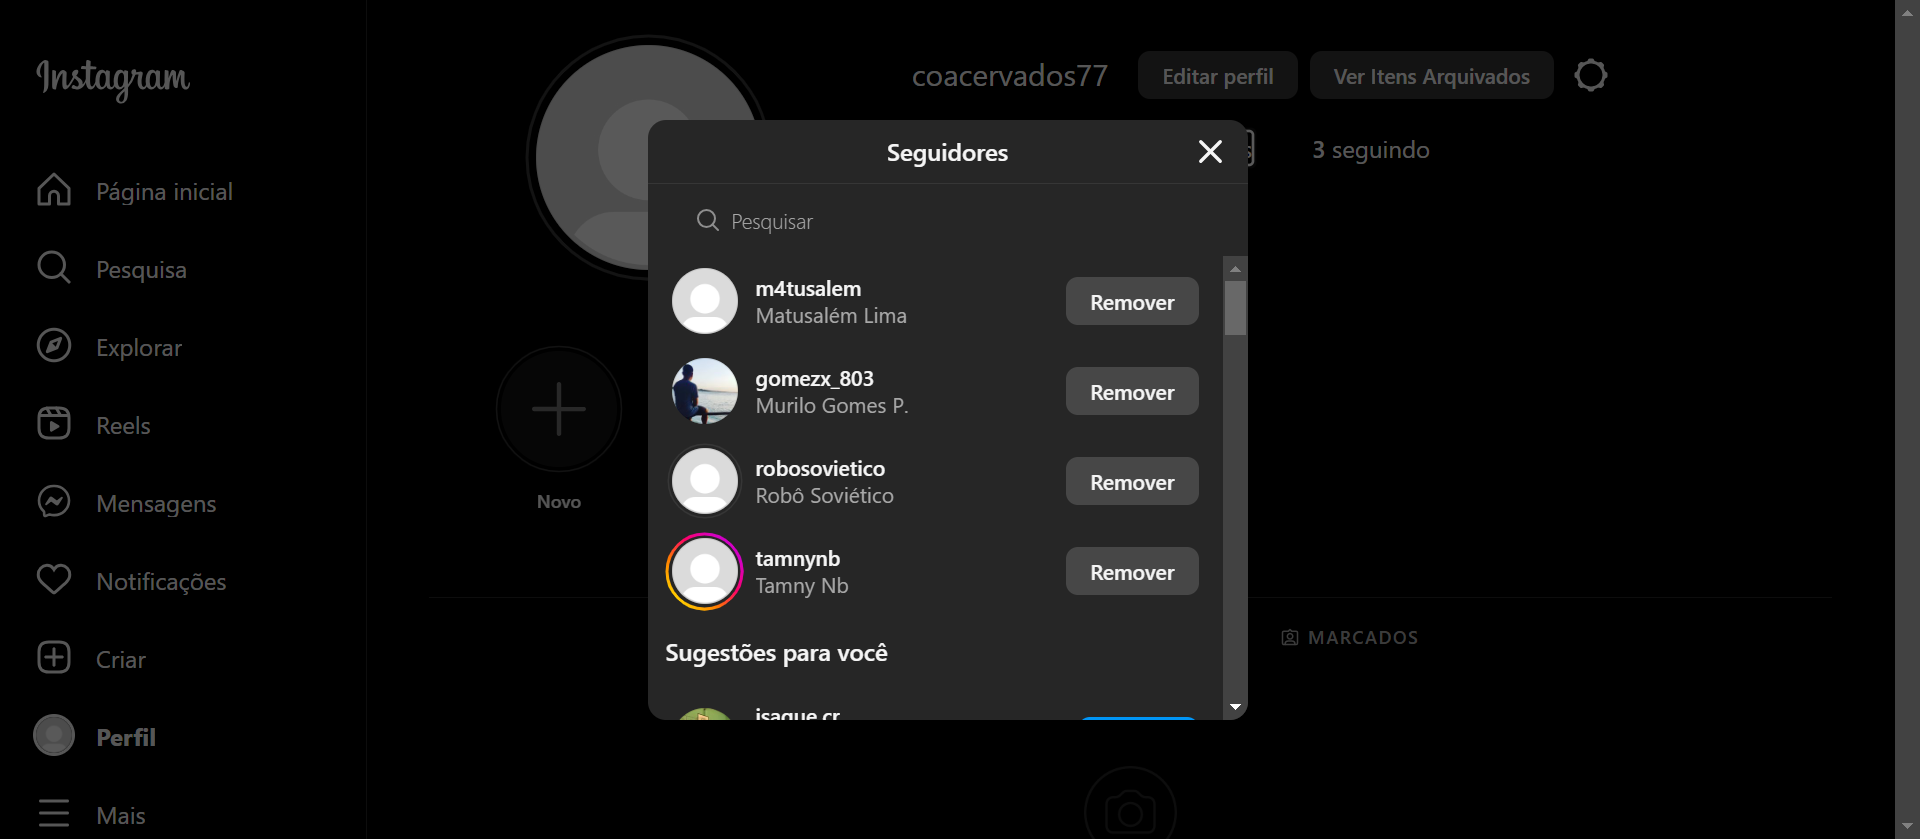 Instagram
Página inicial
Pesquisa
Explorar
Reels
Mensagens
Notificações
Criar
Perfil
Mais
coacervados77
Editar perfil
Ver Itens Arquivados
3 seguindo
Novo
MARCADOS
Seguidores
Pesquisar
m4tusalem
Matusalém Lima
Remover
gomezx_803
Murilo Gomes P.
Remover
robosovietico
Robô Soviético
Remover
tamnynb
Tamny Nb
Remover
Sugestões para você
isaque.cr